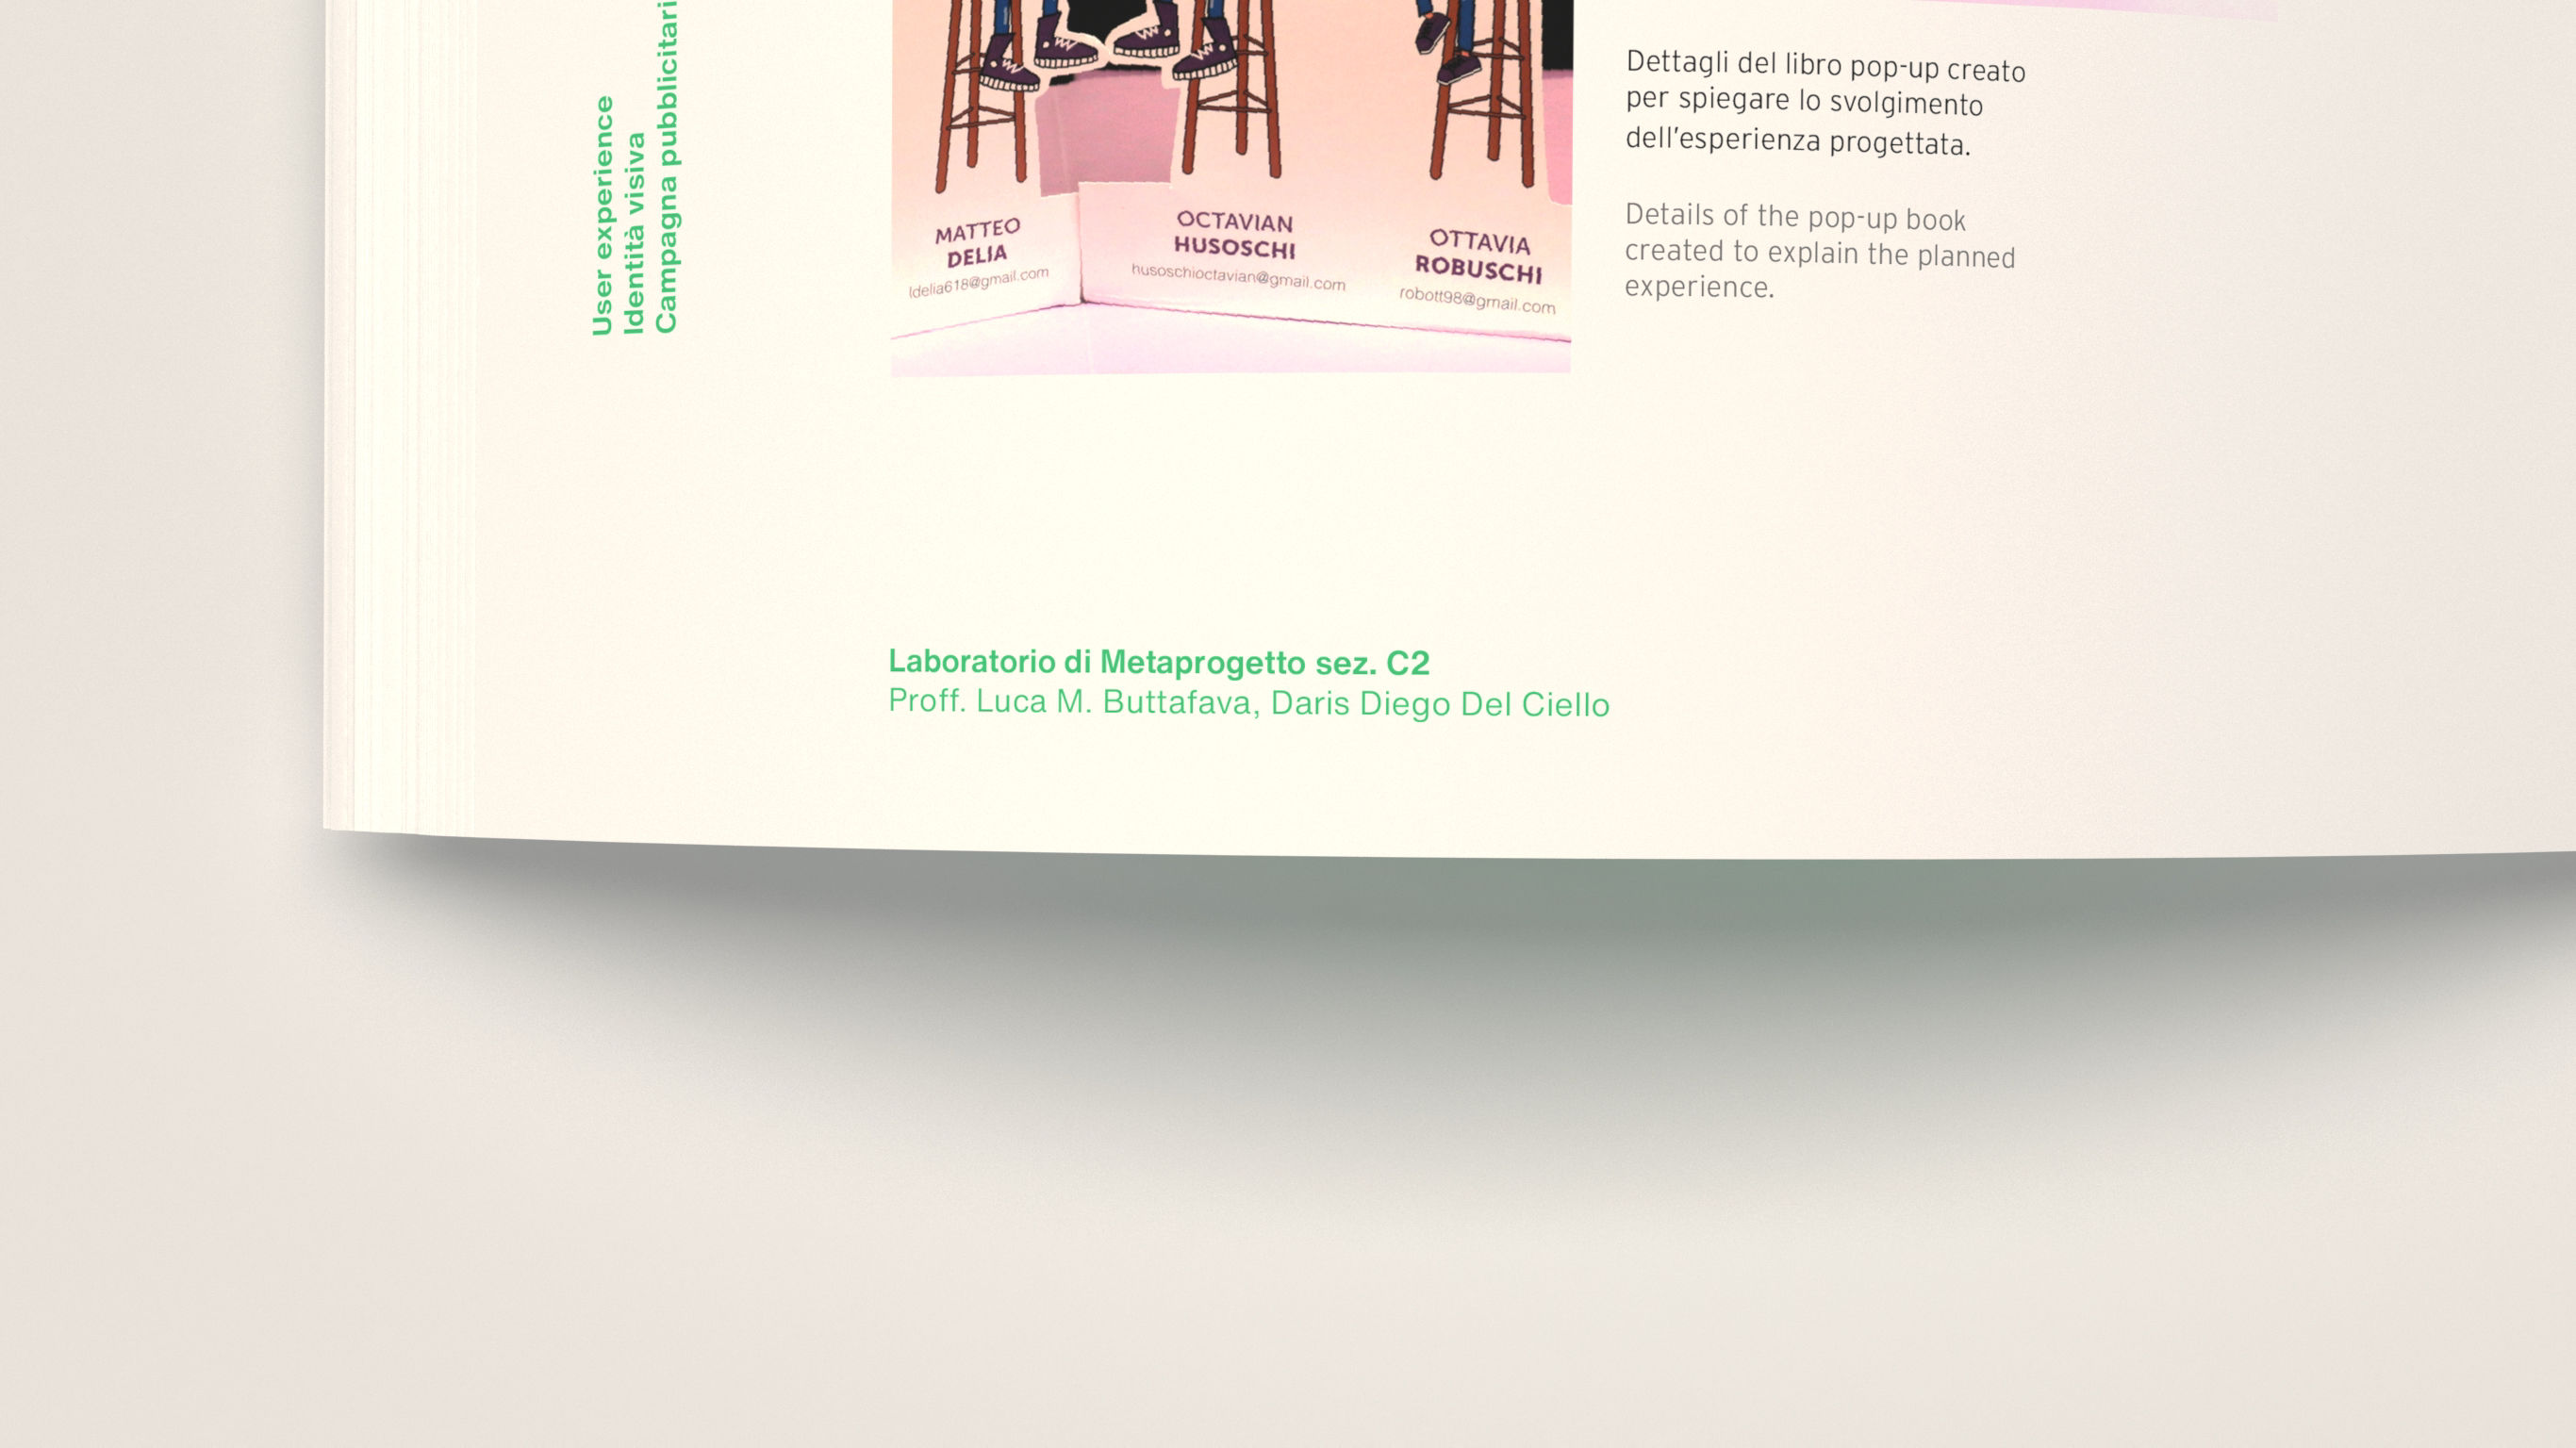 User experience
Identità visiva
Campagna pubblicitari
MATTEO
DELIA
ldelia618@gmail.com
OCTAVIAN
HUSOSCHI
husoschioctavian@gmail.com
OTTAVIA
ROBUSCHI
robott98@gmail.com
Dettagli del libro pop-up creato
per spiegare lo svolgimento
dell'esperienza progettata.
Details of the pop-up book
created to explain the planned
experience.
Laboratorio di Metaprogetto sez. C2
Proff. Luca M. Buttafava, Daris Diego Del Ciello